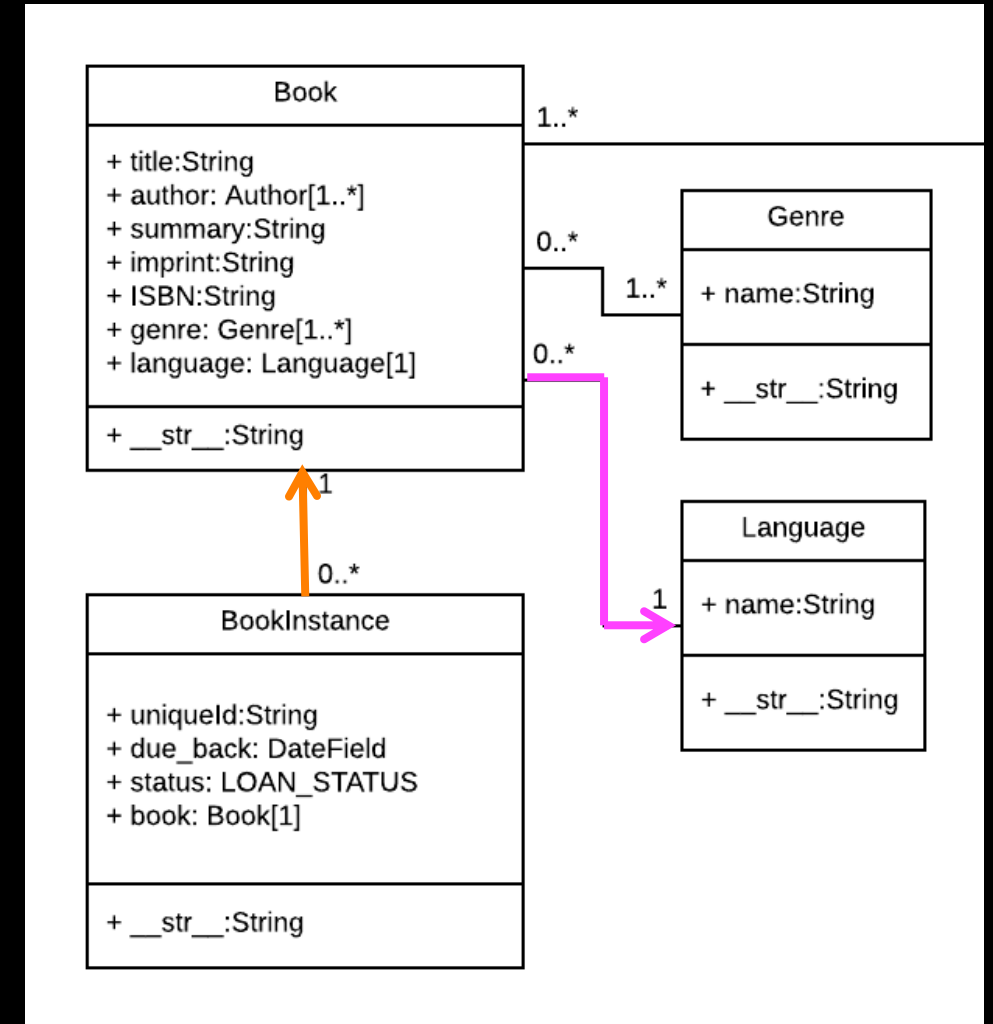 Book
+ title:String
+ author: Author[1..*]
+ summary:String
+ imprint:String
+ ISBN:String
+ genre: Genre[1..*]
+ language: Language[1]
+ __str__:String
1..*
0..*
1..*
0..*
Genre
+ name:String
+ __str__:String
1
0..*
Language
+ name:String
+ __str__:String
1
BookInstance
+ uniqueId:String
+ due_back: DateField
+ status: LOAN_STATUS
+ book: Book[1]
+ __str__:String